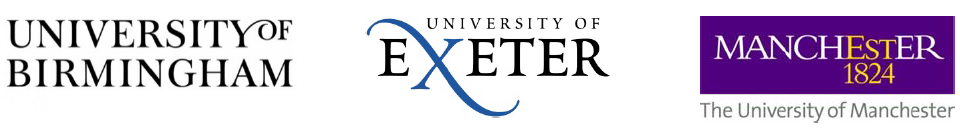 UNIVERSITY OF
BIRMINGHAM
UNIVERSITY OF
EXETER
MANCHEStER
1824
The University of Manchester